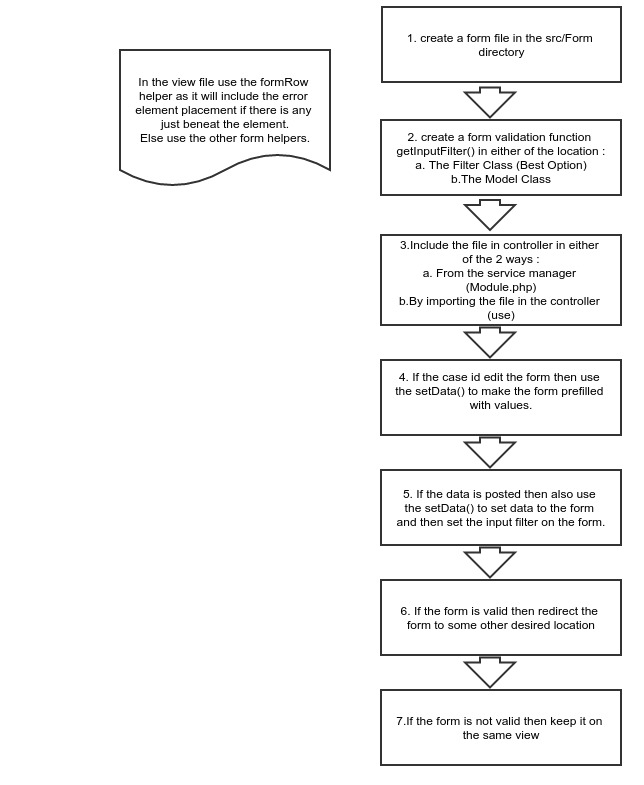 1. create a form file in the src/Form
directory
In the view file use the formRow
helper as it will include the error
element placement if there is any
just beneat the element.
Else use the other form helpers.
2. create a form validation function
getInputFilter() in either of the location :
a. The Filter Class (Best Option)
b.The Model Class
3.Include the file in controller in either
of the 2 ways :
a. From the service manager
(Module.php)
b.By importing the file in the controller
(use)
4. If the case id edit the form then use
the setData() to make the form prefilled
with values.
5. If the data is posted then also use
the setData() to set data to the form
and then set the input filter on the form.
6. If the form is valid then redirect the
form to some other desired location
7.If the form is not valid then keep it on
the same view